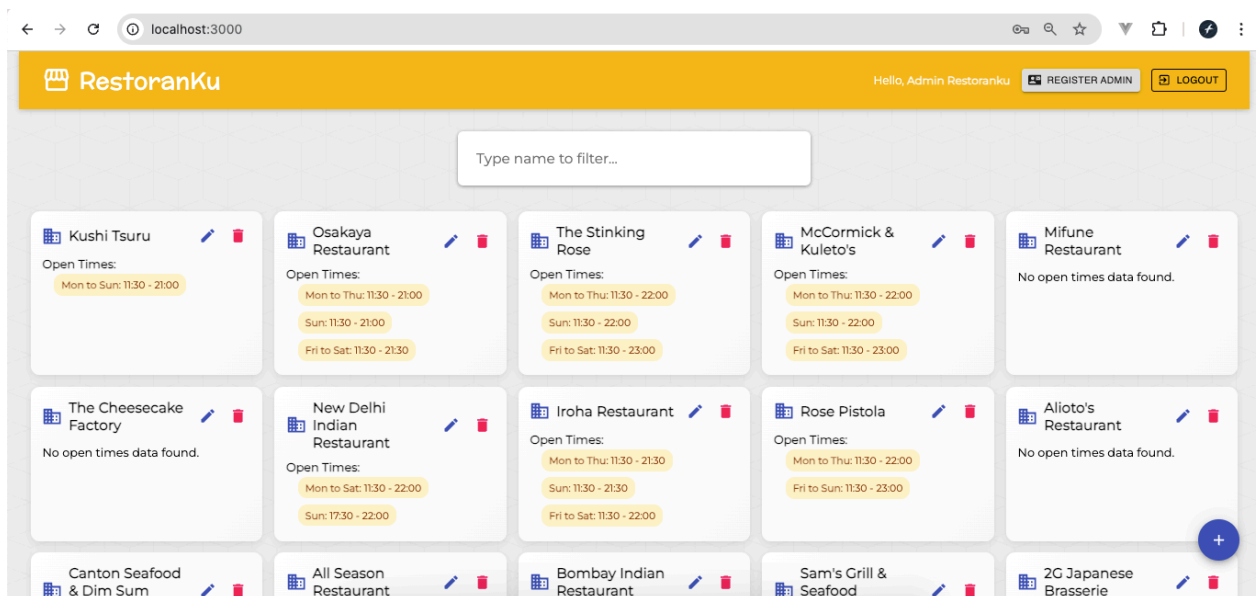 localhost:3000
RestoranKu
Hello, Admin Restoranku
REGISTER ADMIN
LOGOUT
Type name to filter...
Kushi Tsuru
Open Times:
Mon to Sun: 11:30 - 21:00
Osakaya
Restaurant
Open Times:
Mon to Thu: 11:30 - 21:00
Sun: 11:30 - 21:00
Fri to Sat: 11:30 - 21:30
The Stinking
Rose
Open Times:
Mon to Thu: 11:30 - 22:00
Sun: 11:30 - 22:00
Fri to Sat: 11:30 - 23:00
McCormick &
Kuleto's
Open Times:
Mon to Thu: 11:30 - 22:00
Sun: 11:30 - 22:00
Fri to Sat: 11:30 - 23:00
Mifune
Restaurant
No open times data found.
The Cheesecake
Factory
No open times data found.
New Delhi
Indian
Restaurant
Open Times:
Mon to Sat: 11:30 - 22:00
Sun: 17:30 - 22:00
Iroha Restaurant
Open Times:
Mon to Thu: 11:30 - 21:30
Sun: 11:30 - 21:30
Fri to Sat: 11:30 - 22:00
Rose Pistola
Open Times:
Mon to Thu: 11:30 - 22:00
Fri to Sun: 11:30 - 23:00
Alioto's
Restaurant
No open times data found.
Canton Seafood
& Dim Sum
All Season
Restaurant
Bombay Indian
Restaurant
Sam's Grill &
Seafood
2G Japanese
Brasserie